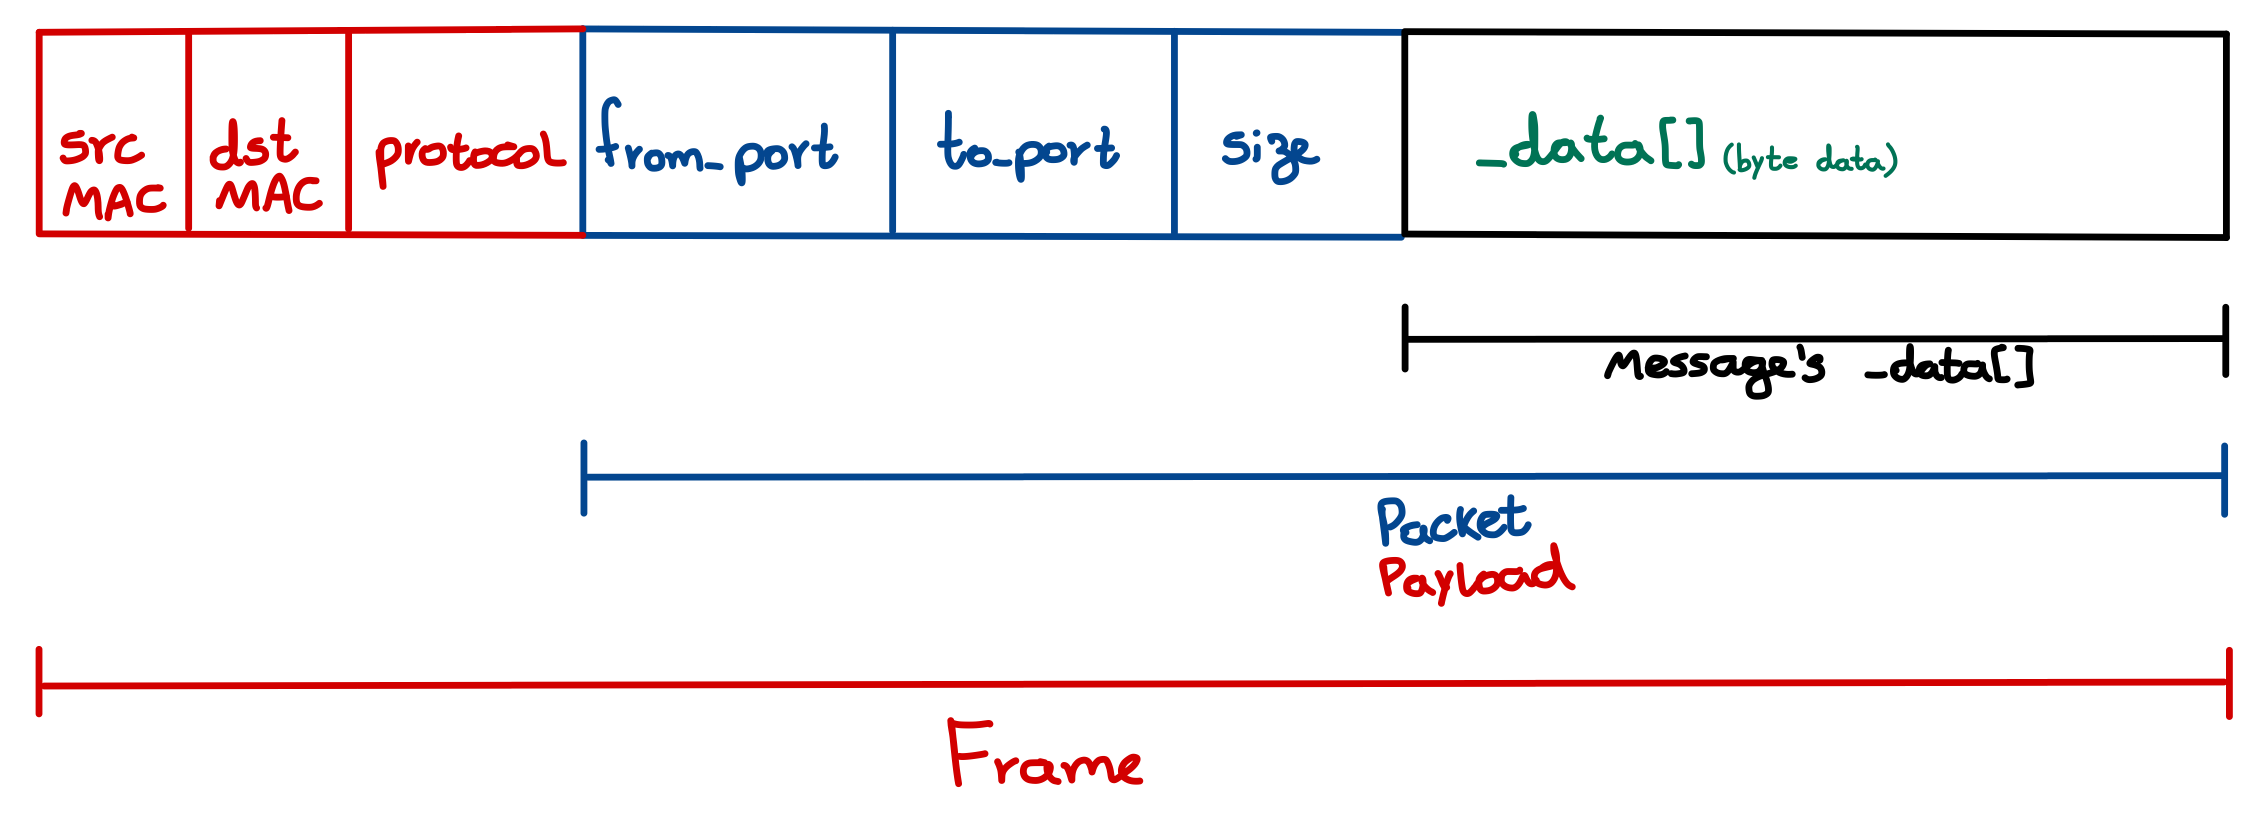 src
MAC
dst
MAC
protocol
from_port
to_port
size
_data[] (byte data)
Message's _data[]
Packet
Payload
Frame